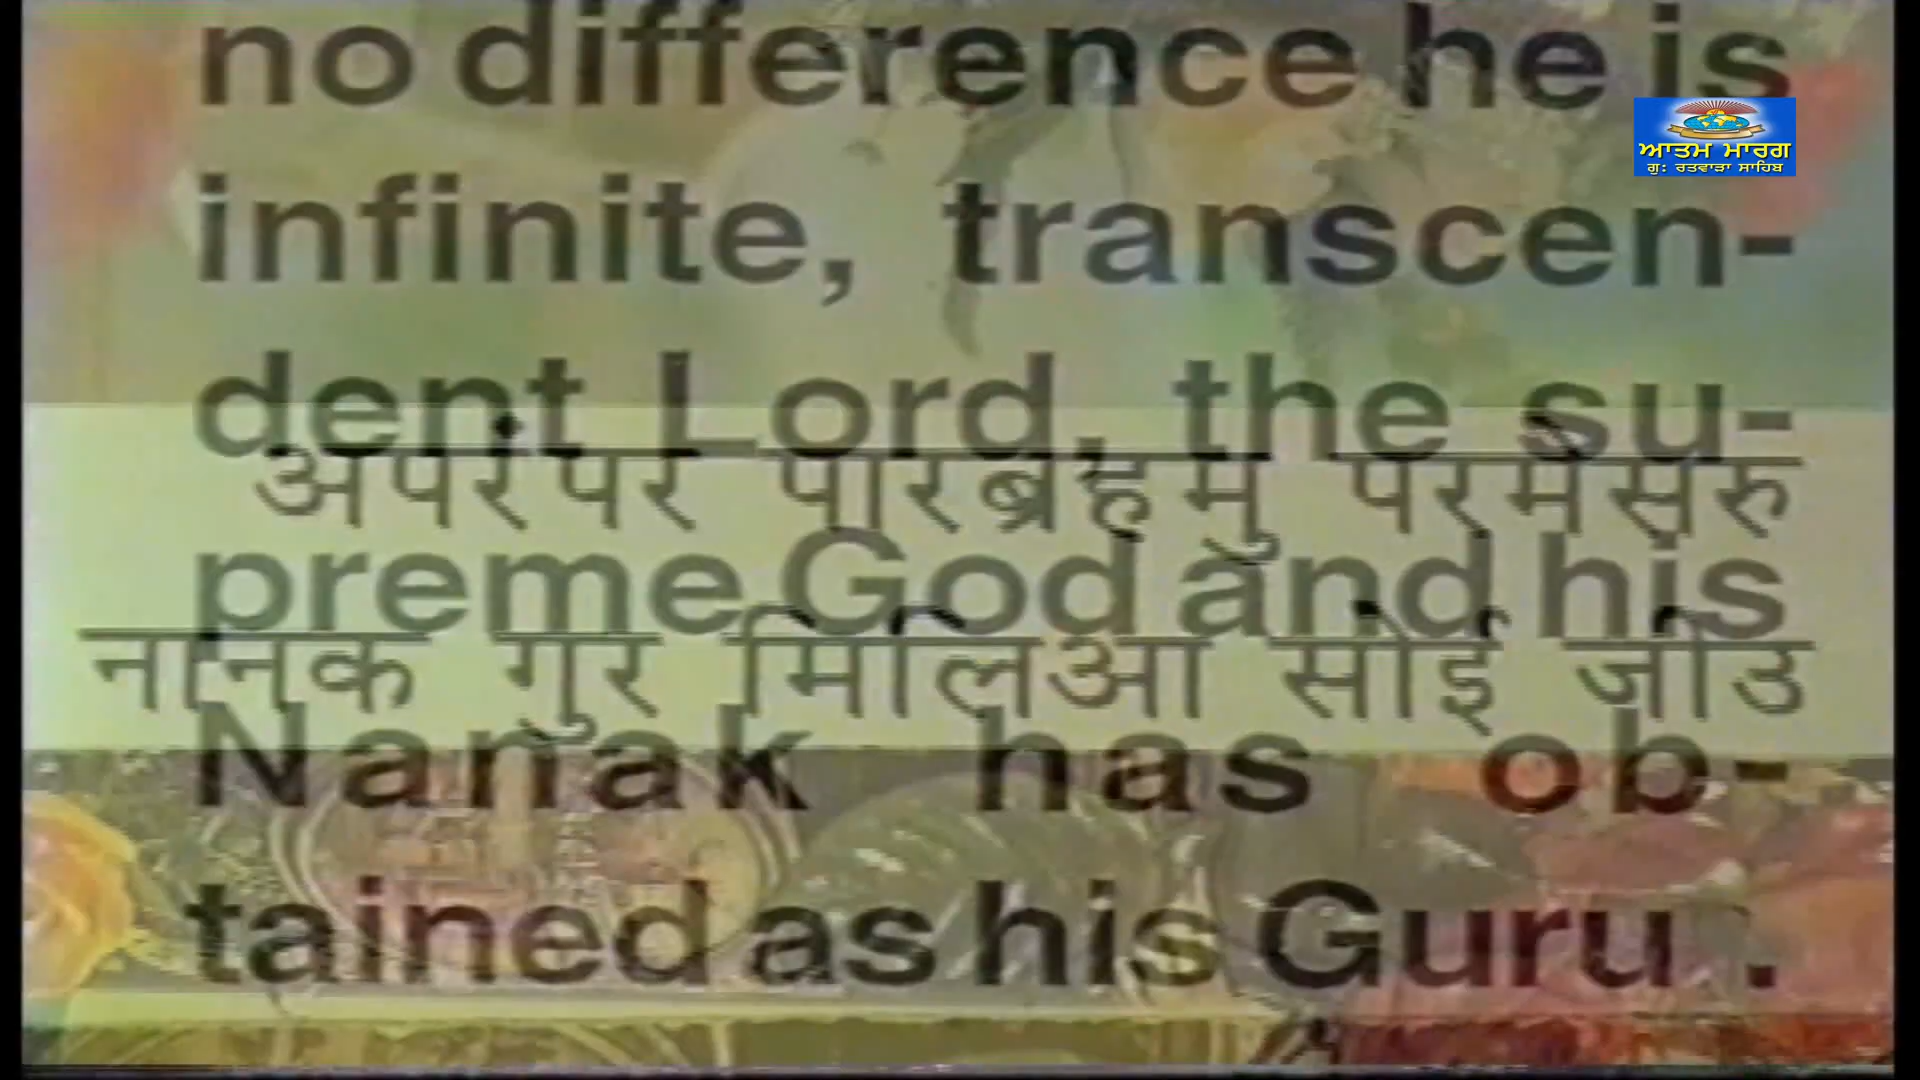 no difference he is
ਆਤਮ ਮਾਰਗ
ਗੁ: ਰਤਵਾੜਾ ਸਾਹਿਬ
infinite, transcen-
dent Lord, the su-
अपरंपर पारब्रहमु परमेसरु
preme God and his
नानक गुर मिलिआ सोई जीउ
Nanak has ob-
tained as his Guru .